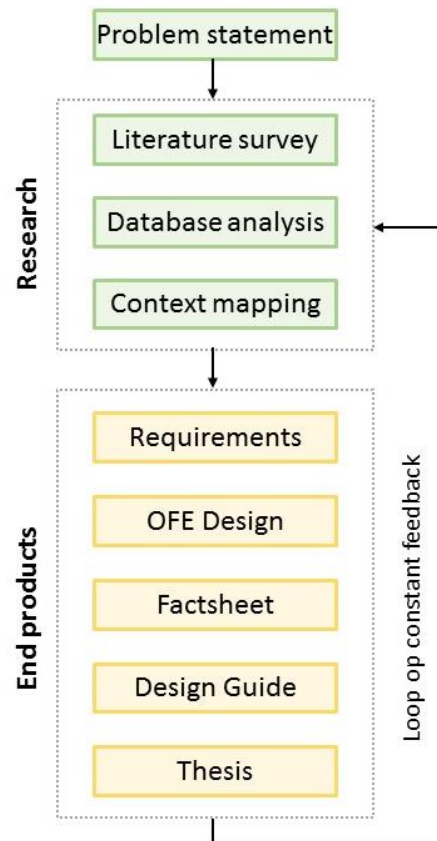 Problem statement
Research
Literature survey
Database analysis
Context mapping
End products
Requirements
OFE Design
Factsheet
Design Guide
Thesis
Loop op constant feedback